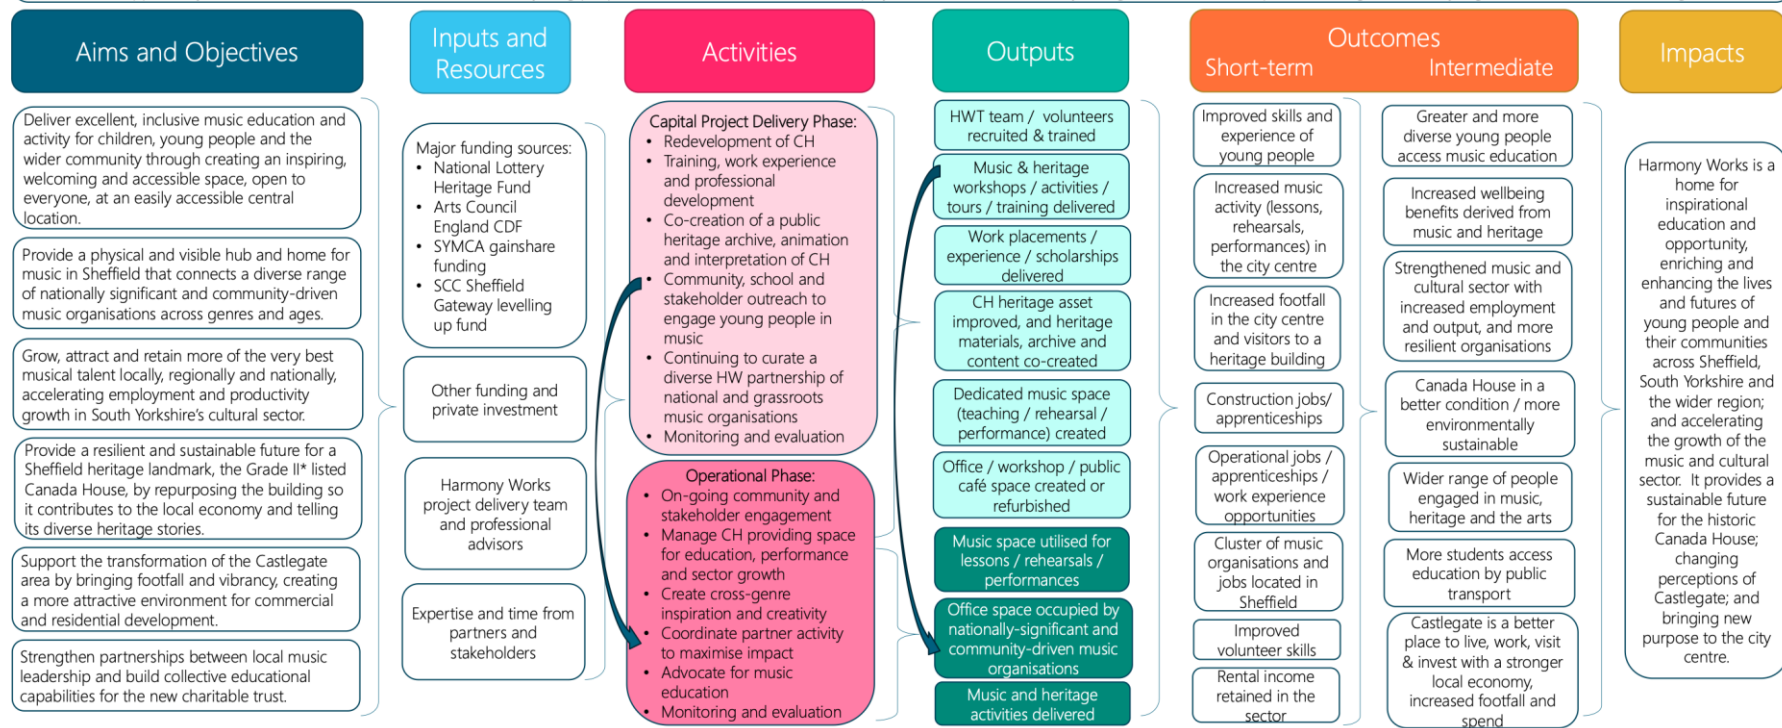 Aims and Objectives
Inputs and
Resources
Activities
Outputs
Outcomes
Short-term
Intermediate
Impacts
Deliver excellent, inclusive music education and
activity for children, young people and the
wider community through creating an inspiring,
welcoming and accessible space, open to
everyone, at an easily accessible central
location.
Provide a physical and visible hub and home for
music in Sheffield that connects a diverse range
of nationally significant and community-driven
music organisations across genres and ages.
Grow, attract and retain more of the very best
musical talent locally, regionally and nationally,
accelerating employment and productivity
growth in South Yorkshire's cultural sector.
Provide a resilient and sustainable future for a
Sheffield heritage landmark, the Grade II* listed
Canada House, by repurposing the building so
it contributes to the local economy and telling
its diverse heritage stories.
Support the transformation of the Castlegate
area by bringing footfall and vibrancy, creating
a more attractive environment for commercial
and residential development.
Strengthen partnerships between local music
leadership and build collective educational
capabilities for the new charitable trust.
Major funding sources:
• National Lottery
Heritage Fund
• Arts Council
England CDF
• SYMCA gainshare
funding
• SCC Sheffield
Gateway levelling
up fund
Other funding and
private investment
Harmony Works
project delivery team
and professional
advisors
Expertise and time from
partners and
stakeholders
Capital Project Delivery Phase:
• Redevelopment of CH
• Training, work experience
and professional
development
• Co-creation of a public
heritage archive, animation
and interpretation of CH
• Community, school and
stakeholder outreach to
engage young people in
music
• Continuing to curate a
diverse HW partnership of
national and grassroots
music organisations
• Monitoring and evaluation
Operational Phase:
• On-going community and
stakeholder engagement
• Manage CH providing space
for education, performance
and sector growth
• Create cross-genre
inspiration and creativity
• Coordinate partner activity
to maximise impact
• Advocate for music
education
• Monitoring and evaluation
HWT team / volunteers
recruited & trained
Music & heritage
workshops / activities /
tours / training delivered
Work placements /
experience / scholarships
delivered
CH heritage asset
improved, and heritage
materials, archive and
content co-created
Dedicated music space
(teaching / rehearsal /
performance) created
Office / workshop / public
café space created or
refurbished
Music space utilised for
lessons / rehearsals /
performances
Office space occupied by
nationally-significant and
community-driven music
organisations
Music and heritage
activities delivered
Improved skills and
experience of
young people
Increased music
activity (lessons,
rehearsals,
performances) in
the city centre
Increased footfall
in the city centre
and visitors to a
heritage building
Construction jobs/
apprenticeships
Operational jobs /
apprenticeships /
work experience
opportunities
Cluster of music
organisations and
jobs located in
Sheffield
Improved
volunteer skills
Rental income
retained in the
sector
Greater and more
diverse young people
access music education
Increased wellbeing
benefits derived from
music and heritage
Strengthened music and
cultural sector with
increased employment
and output, and more
resilient organisations
Canada House in a
better condition / more
environmentally
sustainable
Wider range of people
engaged in music,
heritage and the arts
More students access
education by public
transport
Castlegate is a better
place to live, work, visit
& invest with a stronger
local economy,
increased footfall and
spend
Harmony Works is a
home for
inspirational
education and
opportunity,
enriching and
enhancing the lives
and futures of
young people and
their communities
across Sheffield,
South Yorkshire and
the wider region;
and accelerating
the growth of the
music and cultural
sector. It provides a
sustainable future
for the historic
Canada House;
changing
perceptions of
Castlegate; and
bringing new
purpose to the city
centre.